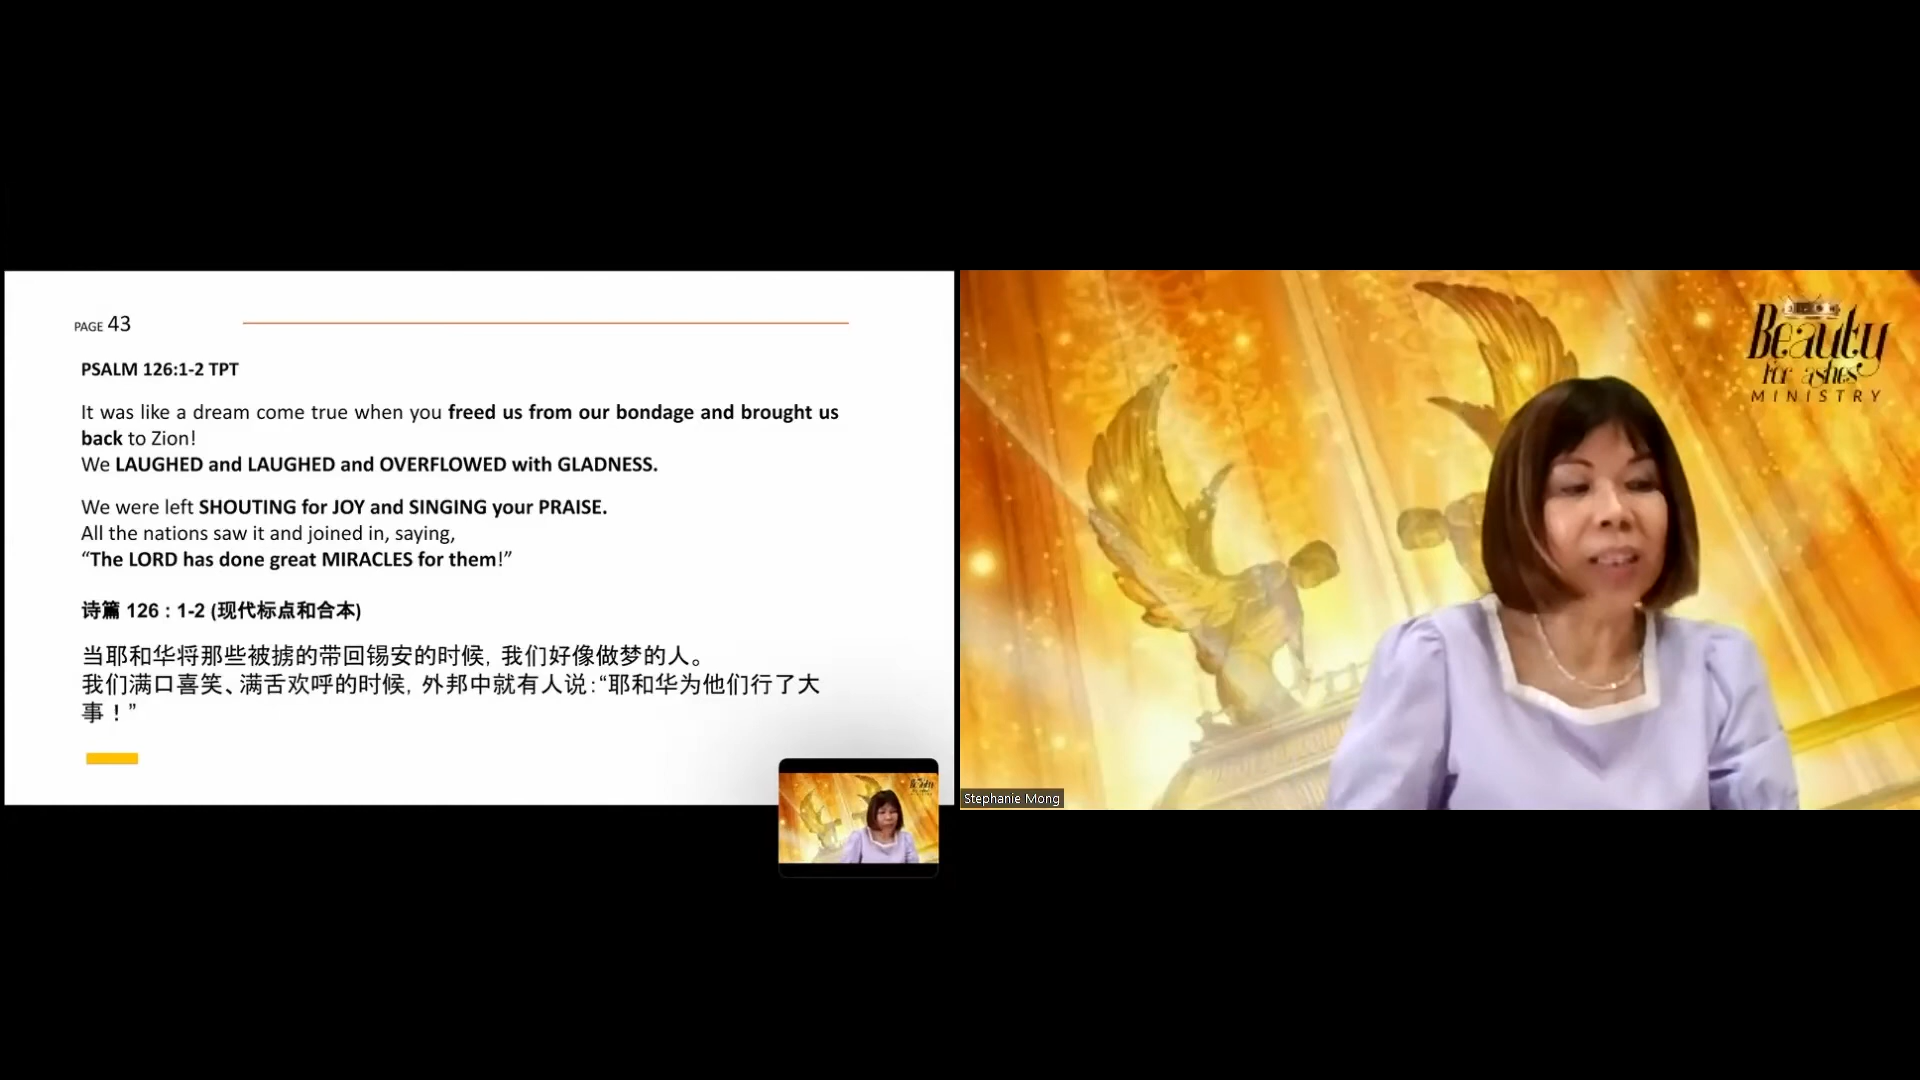 PAGE 43
PSALM 126:1-2 TPT
It was like a dream come true when you freed us from our bondage and brought us
back to Zion!
We LAUGHED and LAUGHED and OVERFLOWED with GLADNESS.
We were left SHOUTING for JOY and SINGING your PRAISE.
All the nations saw it and joined in, saying,
“The LORD has done great MIRACLES for them!”
诗篇 126 : 1-2 (现代标点和合本)
当耶和华将那些被掳的带回锡安的时候, 我们好像做梦的人。
我们满口喜笑、满舌欢呼的时候, 外邦中就有人说:“耶和华为他们行了大
事！”
Beauty
For ashes
MINISTRY
Stephanie Mong